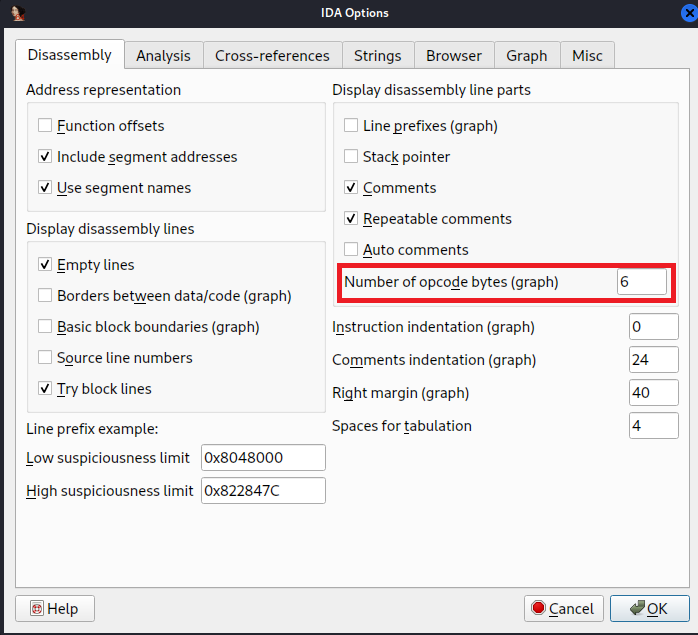 IDA Options
Disassembly
Analysis
Cross-references
Strings
Browser
Graph
Misc
Address representation
Function offsets
Include segment addresses
Use segment names
Display disassembly lines
Empty lines
Borders between data/code (graph)
Basic block boundaries (graph)
Source line numbers
Try block lines
Line prefix example:
Low suspiciousness limit 0x8048000
High suspiciousness limit 0x822847C
Display disassembly line parts
Line prefixes (graph)
Stack pointer
Comments
Repeatable comments
Auto comments
Number of opcode bytes (graph) 6
Instruction indentation (graph) 0
Comments indentation (graph) 24
Right margin (graph) 40
Spaces for tabulation 4
Help
Cancel
OK